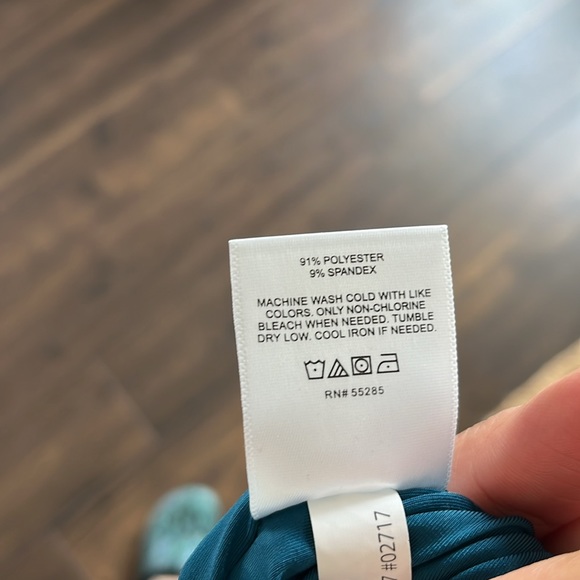 91% POLYESTER
9% SPANDEX
MACHINE WASH COLD WITH LIKE
COLORS. ONLY NON-CHLORINE
BLEACH WHEN NEEDED. TUMBLE
DRY LOW. COOL IRON IF NEEDED.
RN# 55285
#02717